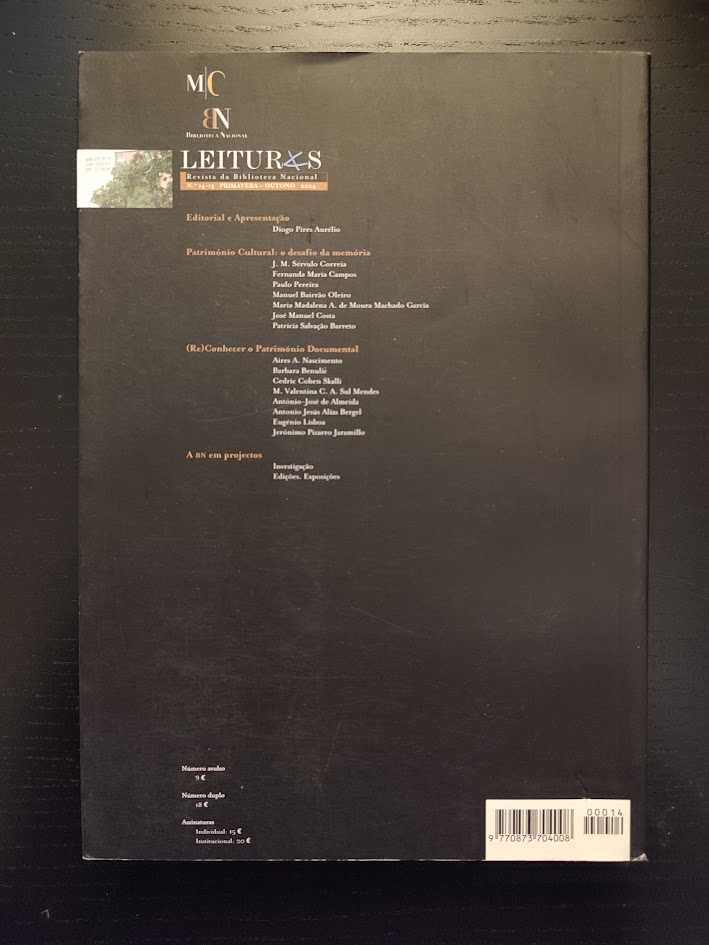 M|C
BN
BIBLIOTECA NACIONAL
LEITURAS
Revista da Biblioteca Nacional
N.os 14-15 PRIMAVERA – OUTONO 2004
Editorial e Apresentação
Diogo Pires Aurélio
Património Cultural: o desafio da memória
J. M. Sérvulo Correia
Fernanda Maria Campos
Paulo Pereira
Manuel Bairrão Oleiro
Maria Madalena A. de Moura Machado Garcia
José Manuel Costa
Patrícia Salvação Barreto
(Re)Conhecer o Património Documental
Aires A. Nascimento
Barbara Benulié
Cedric Cohen Skalli
M. Valentina C. A. Sul Mendes
António-José de Almeida
Antonio Jesús Alías Bergel
Eugénio Lisboa
Jerónimo Pizarro Jaramillo
A BN em projectos
Investigação
Edições. Exposições
Número avulso
9 €
Número duplo
18 €
Assinaturas
Individual: 15 €
Institucional: 20 €
00014
9 770873 704008